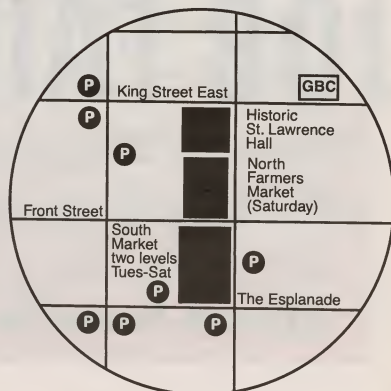 P
King Street East
GBC
P
P
Historic
St. Lawrence
Hall
North
Farmers
Market
(Saturday)
Front Street
South
Market
two levels
Tues-Sat
P
P
The Esplanade
P
P
P